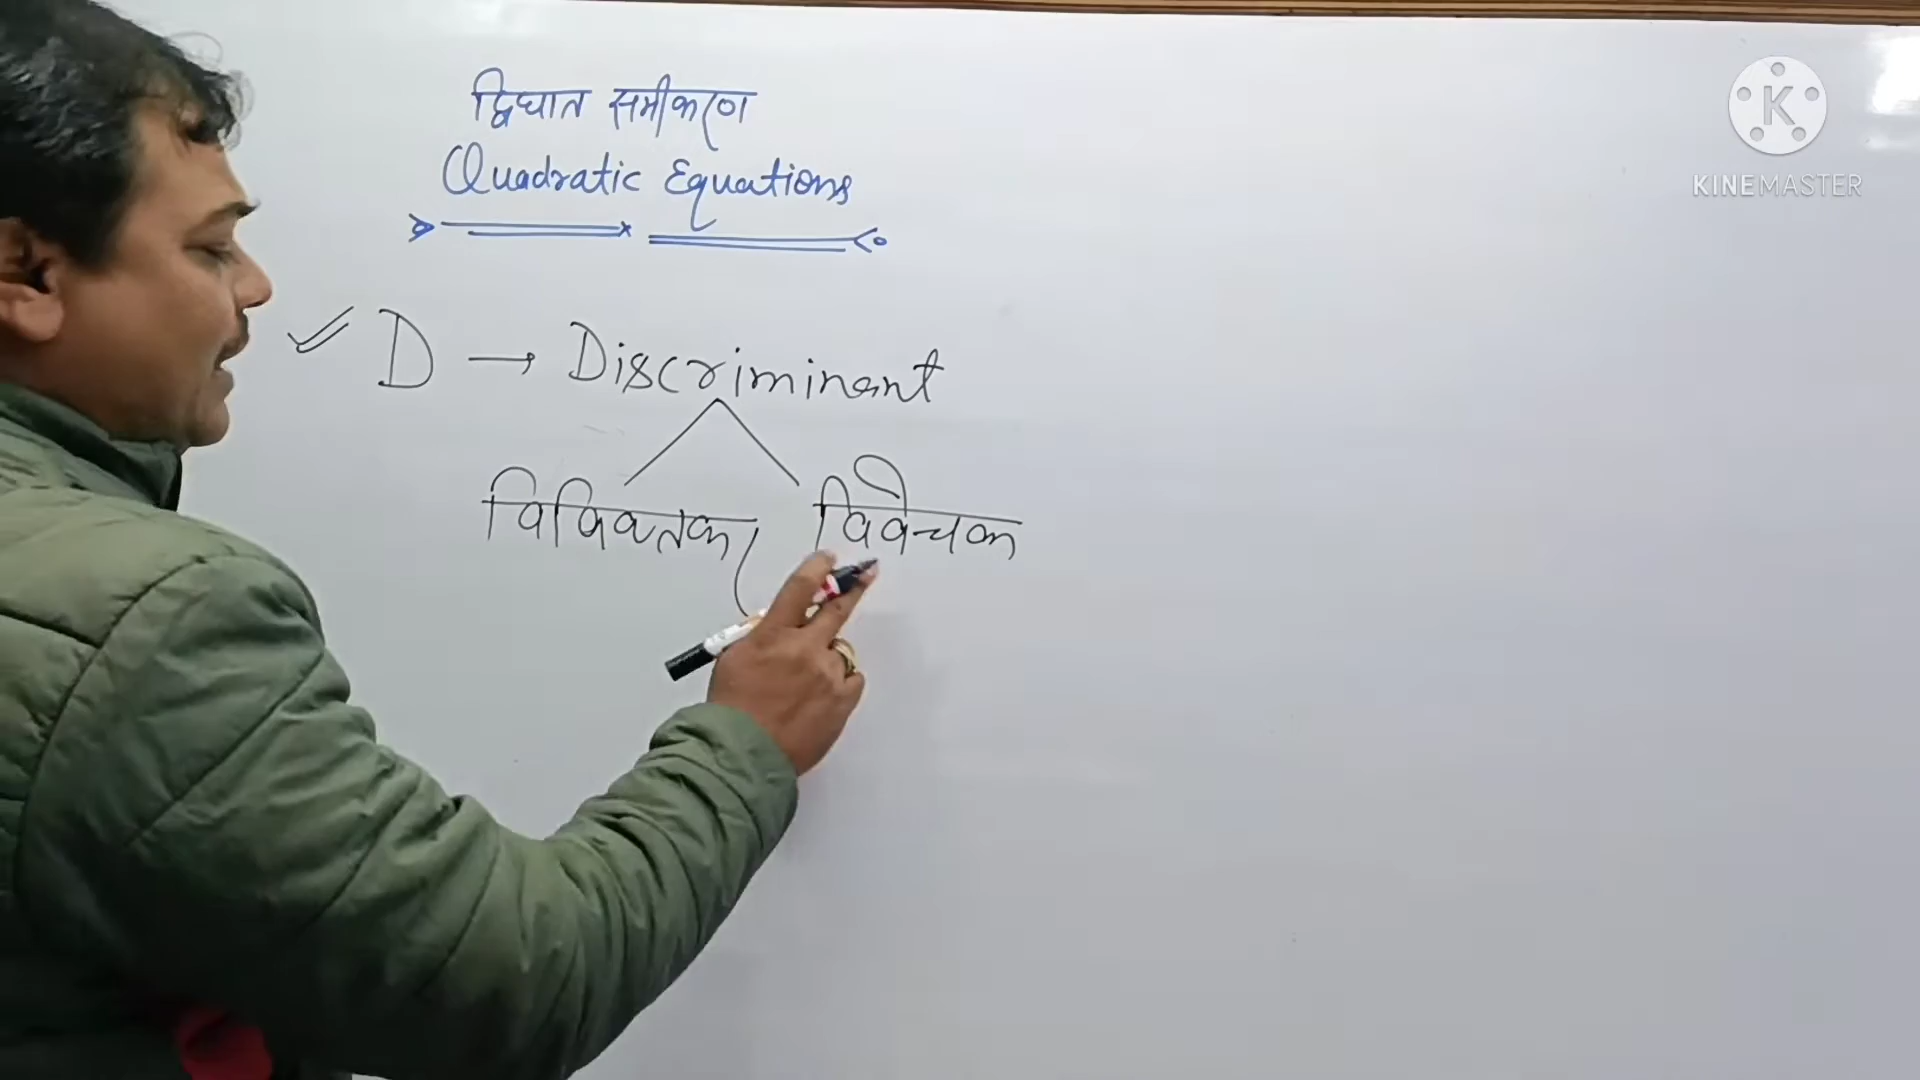 द्विघात समीकरण
Quadratic Equations
D → Discriminant
विविक्तकर विवेचक
K
KINEMASTER